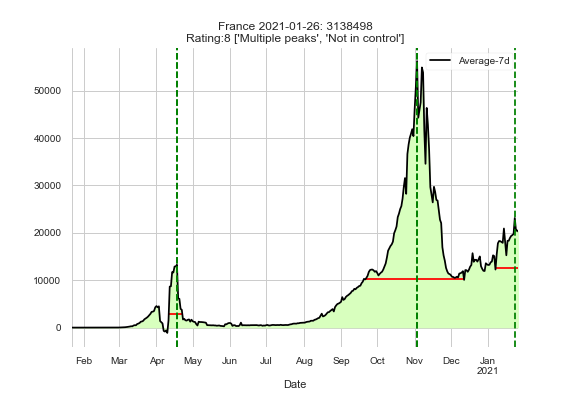 France 2021-01-26: 3138498
Rating:8 ['Multiple peaks', 'Not in control']
Average-7d
50000
40000
30000
20000
10000
0
Feb Mar Apr May Jun Jul Aug Sep Oct Nov Dec Jan
2021
Date